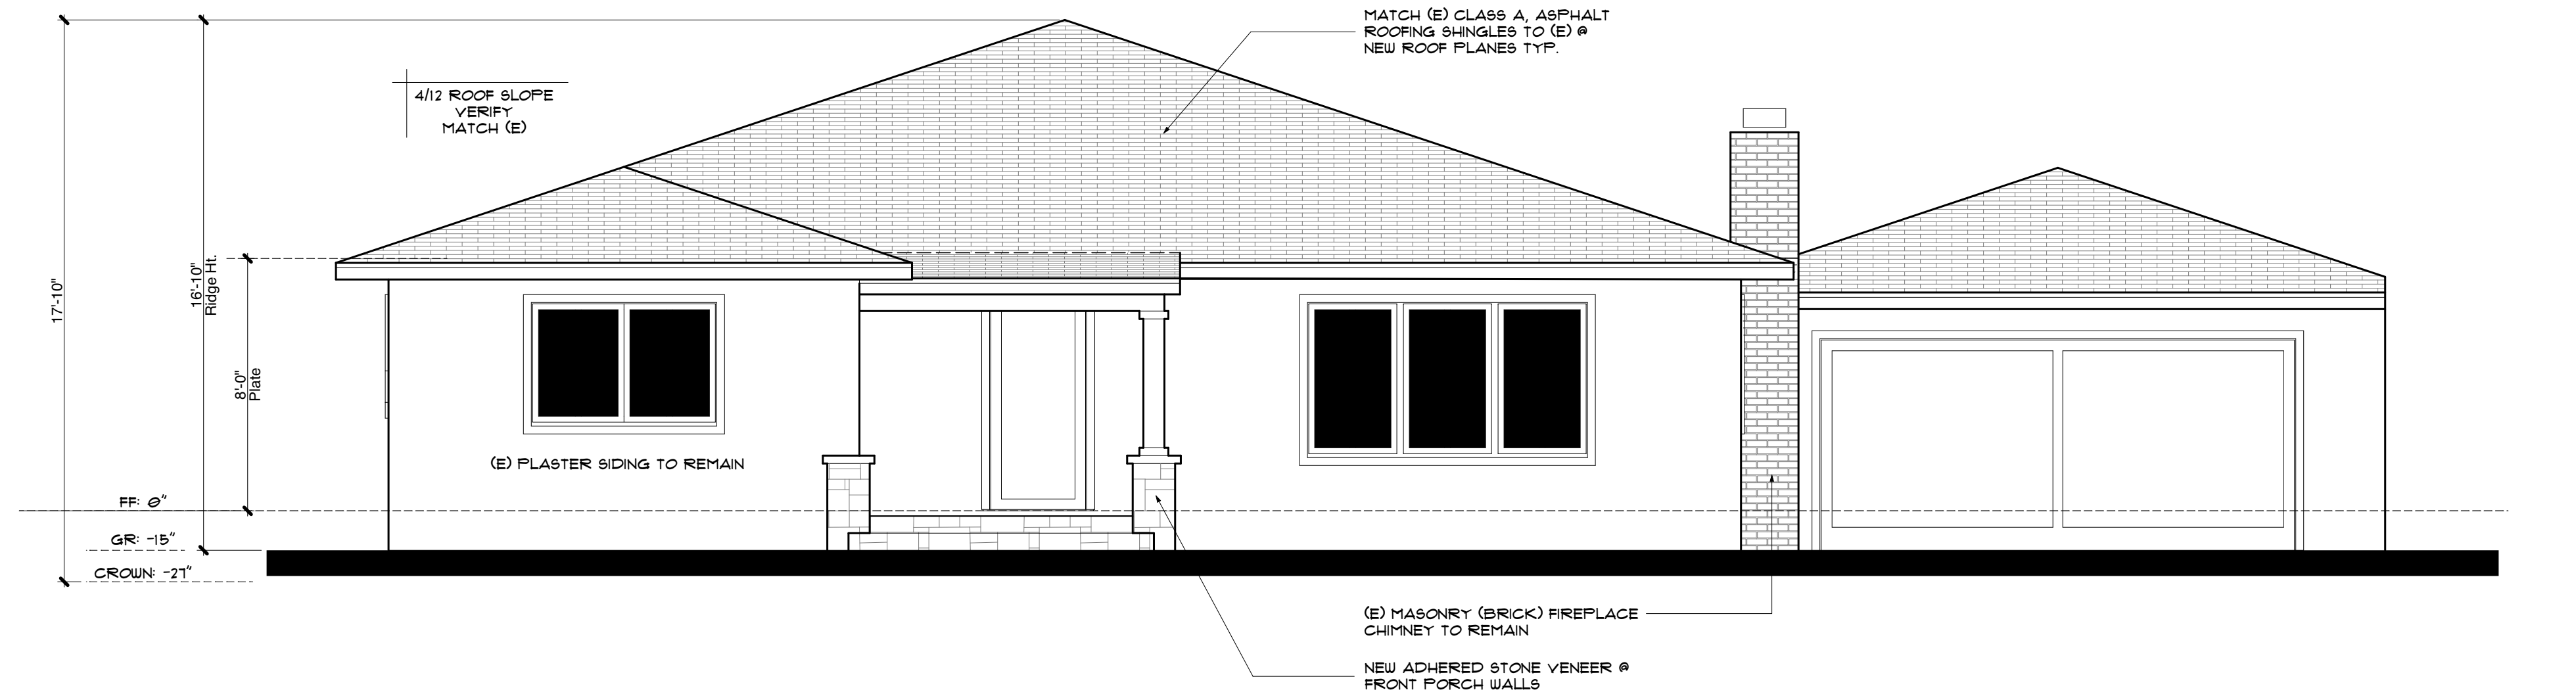 MATCH (E) CLASS A, ASPHALT
ROOFING SHINGLES TO (E) @
NEW ROOF PLANES TYP.
4/12 ROOF SLOPE
VERIFY
MATCH (E)
17'-10"
16'-10"
Ridge Ht.
8'-0"
Plate
(E) PLASTER SIDING TO REMAIN
FF: 0"
GR: -15"
CROWN: -27"
(E) MASONRY (BRICK) FIREPLACE
CHIMNEY TO REMAIN
NEW ADHERED STONE VENEER @
FRONT PORCH WALLS